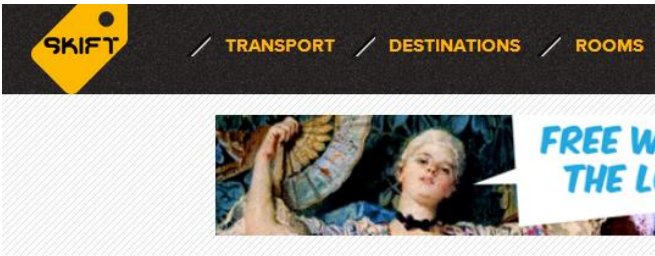 SKIFT
/ TRANSPORT / DESTINATIONS / ROOMS
FREE W
THE L